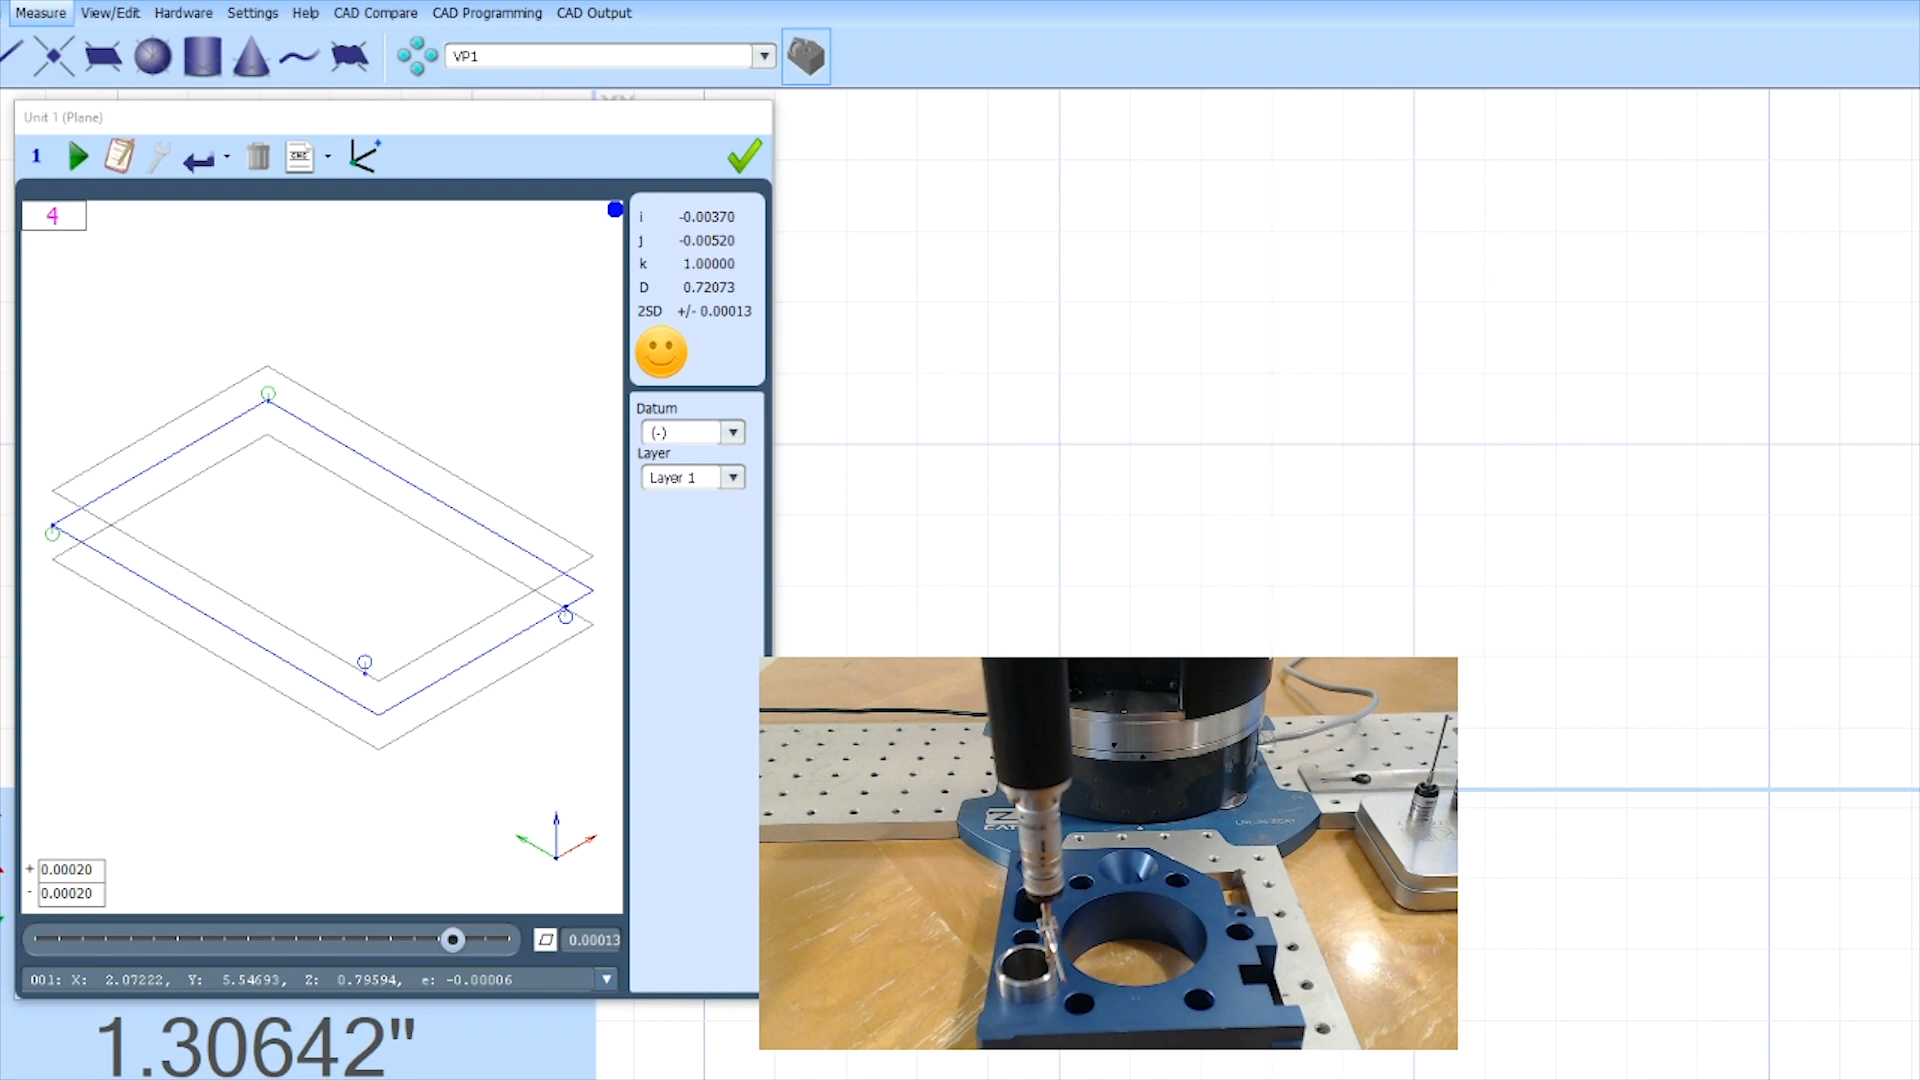 Measure View/Edit Hardware Settings Help CAD Compare CAD Programming CAD Output
VP1
Unit 1 (Plane)
1
CNC
4
i -0.00370
j -0.00520
k 1.00000
D 0.72073
2SD +/- 0.00013
Datum
(-)
Layer
Layer 1
+ 0.00020
- 0.00020
0.00013
001: X: 2.07222, Y: 5.54693, Z: 0.79594, e: -0.00006
1.30642"